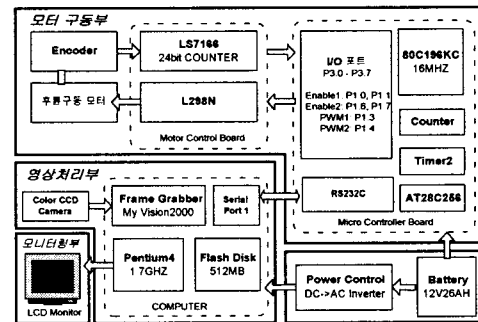 모터 구동부
Encoder
LS7166
24bit COUNTER
후륜구동 모터
L298N
Motor Control Board
I/O 포트
P3.0 - P3.7
Enable1: P1 0, P1 1
Enable2: P1 6, P1 7
PWM1: P1 3
PWM2: P1 4
80C196KC
16MHZ
Counter
Timer2
RS232C
AT28C256
Micro Controller Board
영상처리부
Color CCD
Camera
Frame Grabber
My Vision2000
Serial
Port 1
Pentium4
1 7GHZ
Flash Disk
512MB
COMPUTER
모니터링부
LCD Monitor
Power Control
DC->AC Inverter
Battery
12V26AH